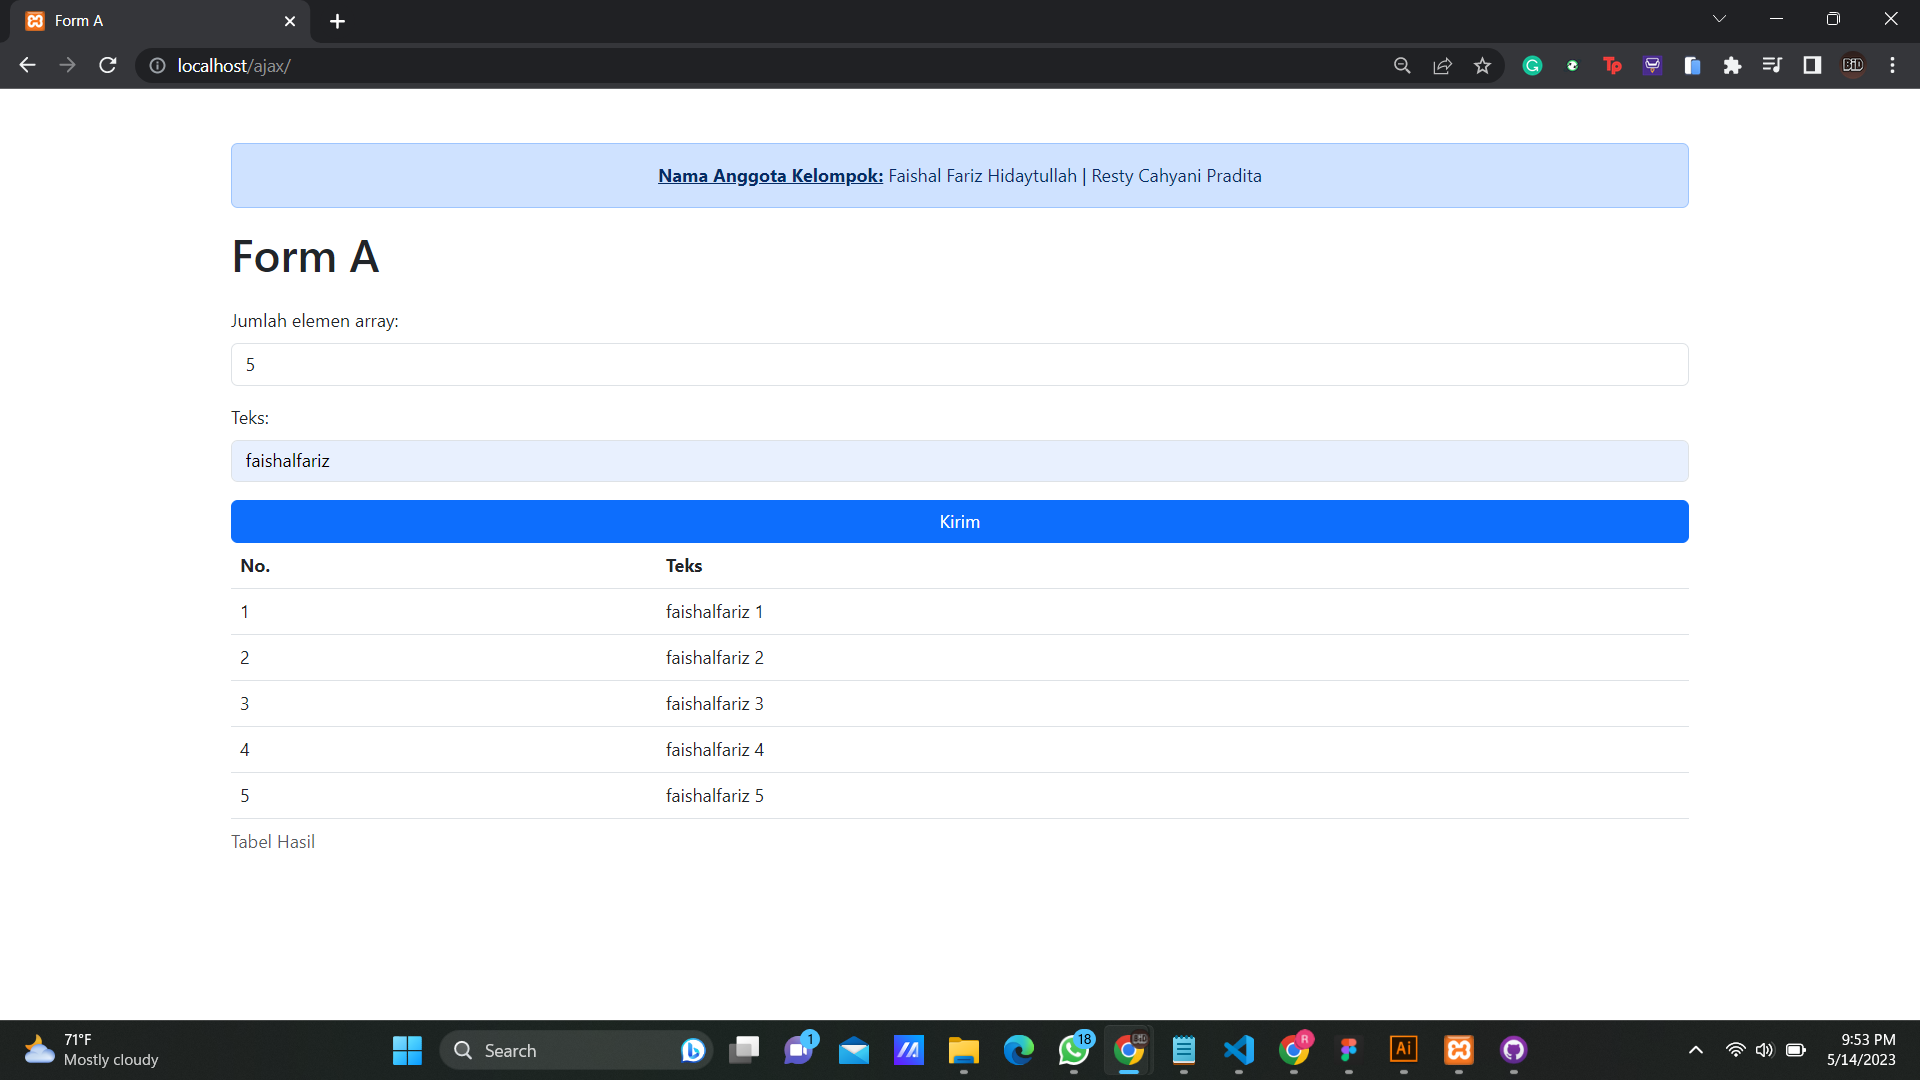 Form A
localhost/ajax/
Nama Anggota Kelompok: Faishal Fariz Hidaytullah | Resty Cahyani Pradita
Form A
Jumlah elemen array:
5
Teks:
faishalfariz
Kirim
No. Teks
1 faishalfariz 1
2 faishalfariz 2
3 faishalfariz 3
4 faishalfariz 4
5 faishalfariz 5
Tabel Hasil
71°F
Mostly cloudy
Search
1
18
R
Ai
9:53 PM
5/14/2023